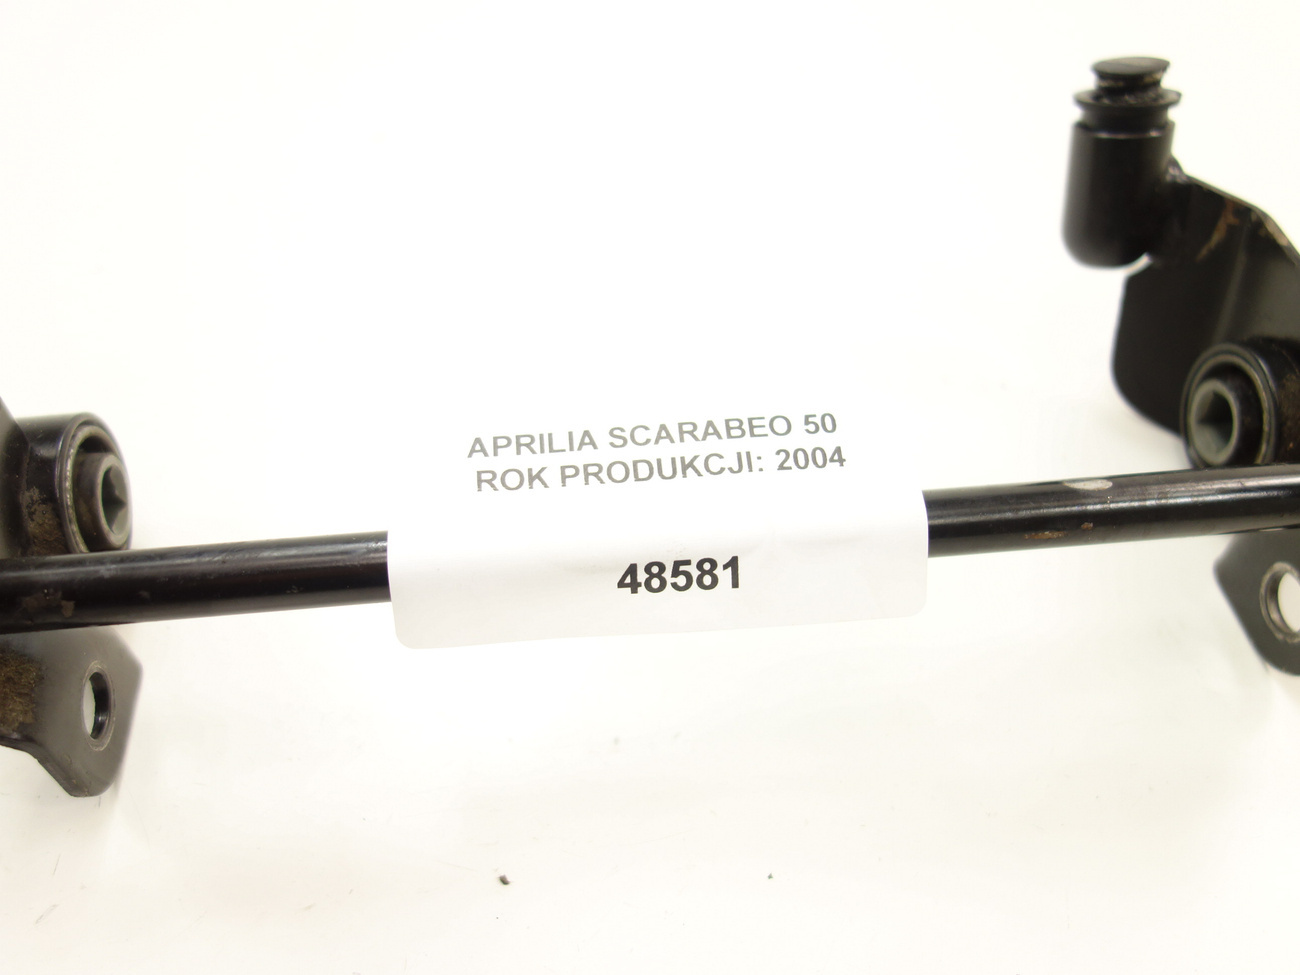 APRILIA SCARABEO 50
ROK PRODUKCJI: 2004
48581